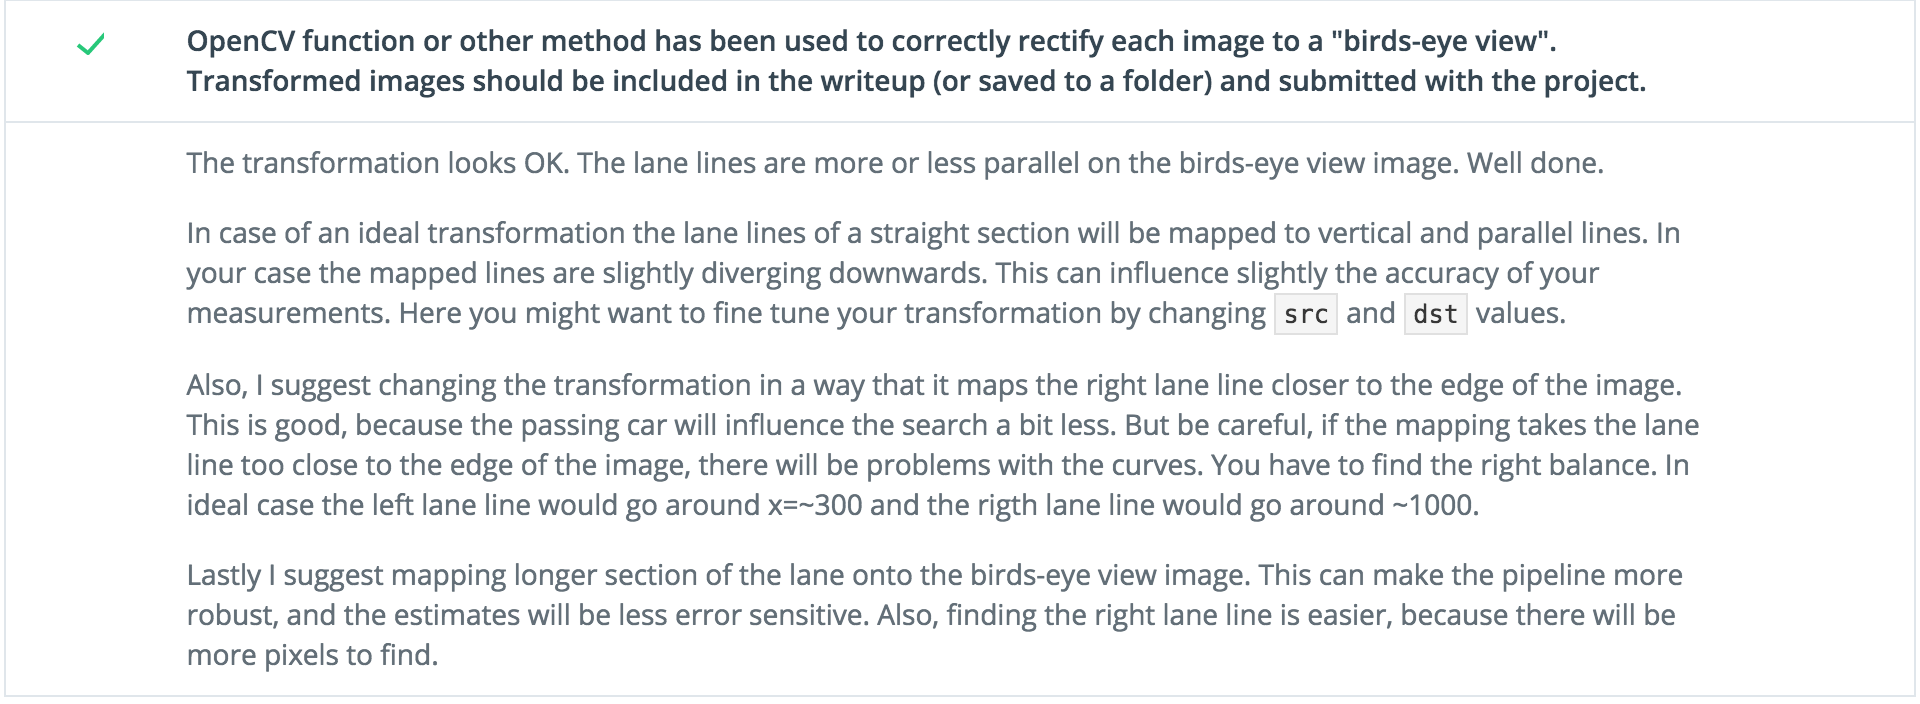 OpenCV function or other method has been used to correctly rectify each image to a "birds-eye view".
Transformed images should be included in the writeup (or saved to a folder) and submitted with the project.
The transformation looks OK. The lane lines are more or less parallel on the birds-eye view image. Well done.
In case of an ideal transformation the lane lines of a straight section will be mapped to vertical and parallel lines. In
your case the mapped lines are slightly diverging downwards. This can influence slightly the accuracy of your
measurements. Here you might want to fine tune your transformation by changing src and dst values.
Also, I suggest changing the transformation in a way that it maps the right lane line closer to the edge of the image.
This is good, because the passing car will influence the search a bit less. But be careful, if the mapping takes the lane
line too close to the edge of the image, there will be problems with the curves. You have to find the right balance. In
ideal case the left lane line would go around x=~300 and the rigth lane line would go around ~1000.
Lastly I suggest mapping longer section of the lane onto the birds-eye view image. This can make the pipeline more
robust, and the estimates will be less error sensitive. Also, finding the right lane line is easier, because there will be
more pixels to find.